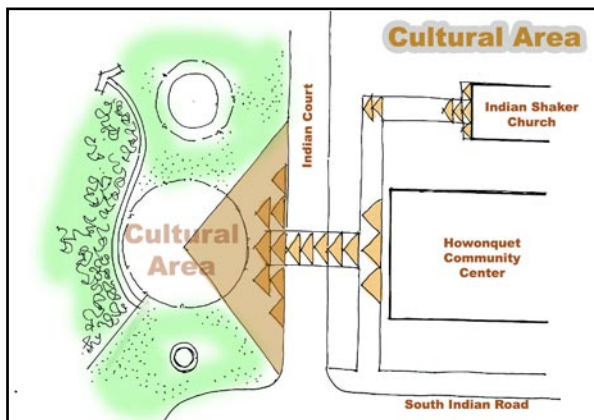 Cultural Area
Indian Court
Indian Shaker
Church
Cultural
Area
Howonquet
Community
Center
South Indian Road